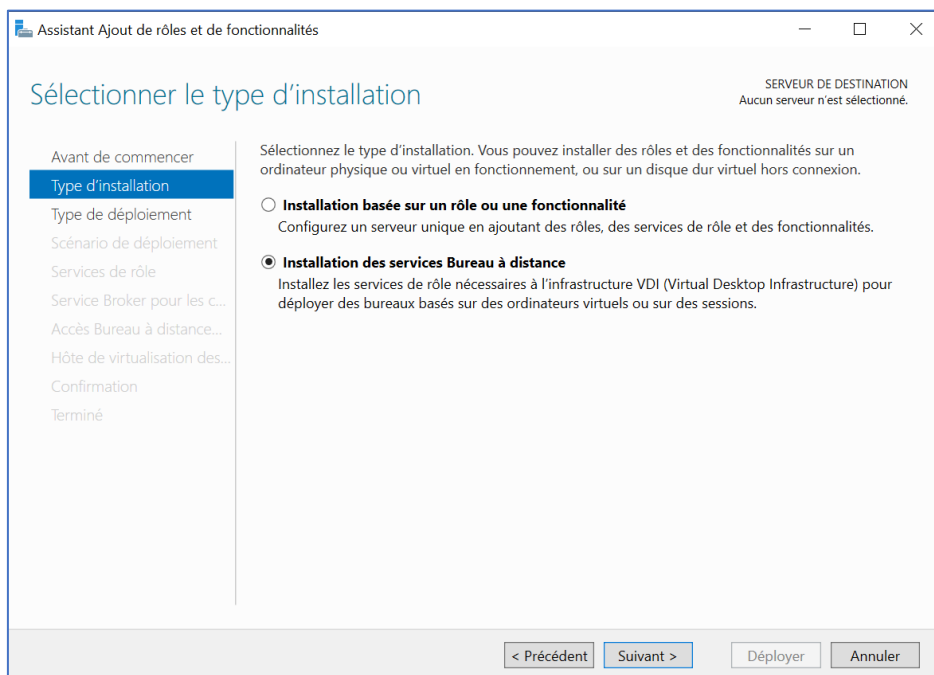 Assistant Ajout de rôles et de fonctionnalités
Sélectionner le type d'installation
SERVEUR DE DESTINATION
Aucun serveur n'est sélectionné.
Avant de commencer
Type d'installation
Type de déploiement
Scénario de déploiement
Services de rôle
Service Broker pour les c...
Accès Bureau à distance...
Hôte de virtualisation des...
Confirmation
Terminé
Sélectionnez le type d'installation. Vous pouvez installer des rôles et des fonctionnalités sur un
ordinateur physique ou virtuel en fonctionnement, ou sur un disque dur virtuel hors connexion.
Installation basée sur un rôle ou une fonctionnalité
Configurez un serveur unique en ajoutant des rôles, des services de rôle et des fonctionnalités.
Installation des services Bureau à distance
Installez les services de rôle nécessaires à l'infrastructure VDI (Virtual Desktop Infrastructure) pour
déployer des bureaux basés sur des ordinateurs virtuels ou sur des sessions.
< Précédent
Suivant >
Déployer
Annuler